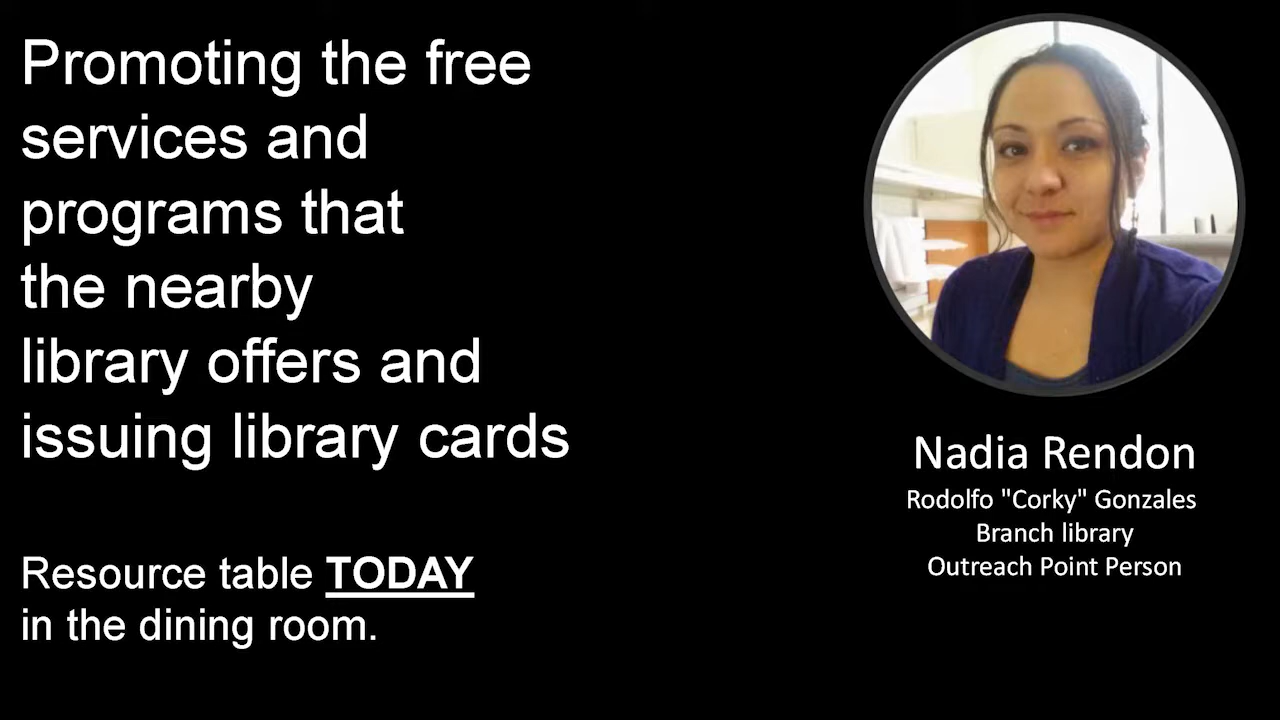 Promoting the free
services and
programs that
the nearby
library offers and
issuing library cards
Resource table TODAY
in the dining room.
Nadia Rendon
Rodolfo "Corky" Gonzales
Branch library
Outreach Point Person